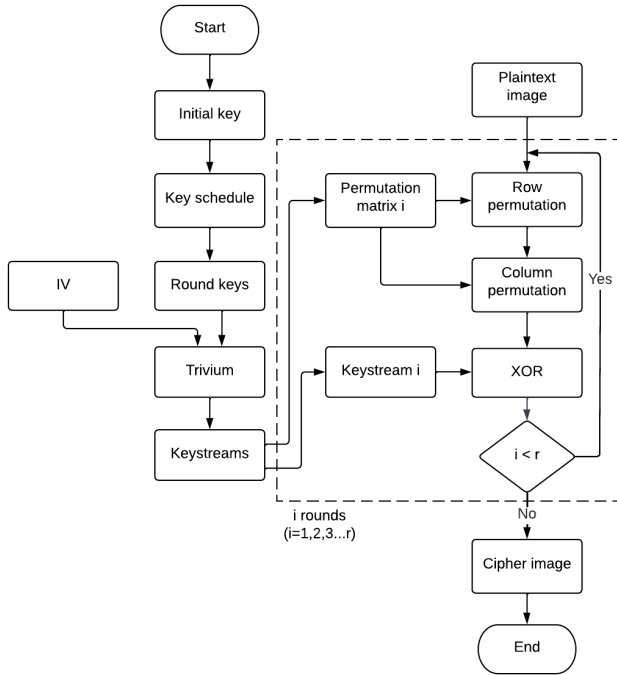 Start
Plaintext
image
Initial key
Key schedule
Permutation
matrix i
Row
permutation
IV
Round keys
Column
permutation
Yes
Trivium
Keystream i
XOR
Keystreams
i < r
i rounds
(i=1,2,3...r)
No
Cipher image
End